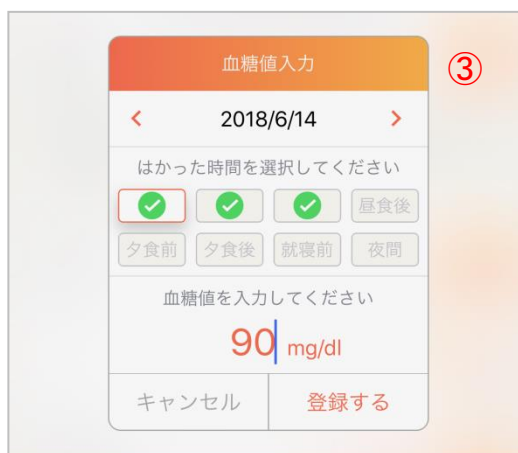 血糖値入力
③
< 2018/6/14 >
はかった時間を選択してください
昼食後
夕食前 夕食後 就寝前 夜間
血糖値を入力してください
90 mg/dl
キャンセル 登録する